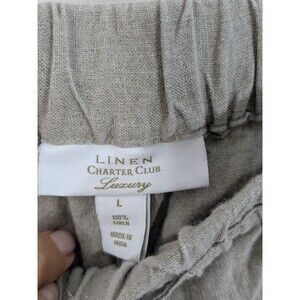 LINEN
CHARTER CLUB
Luxury
L
100%
LINEN
MADE IN
INDIA